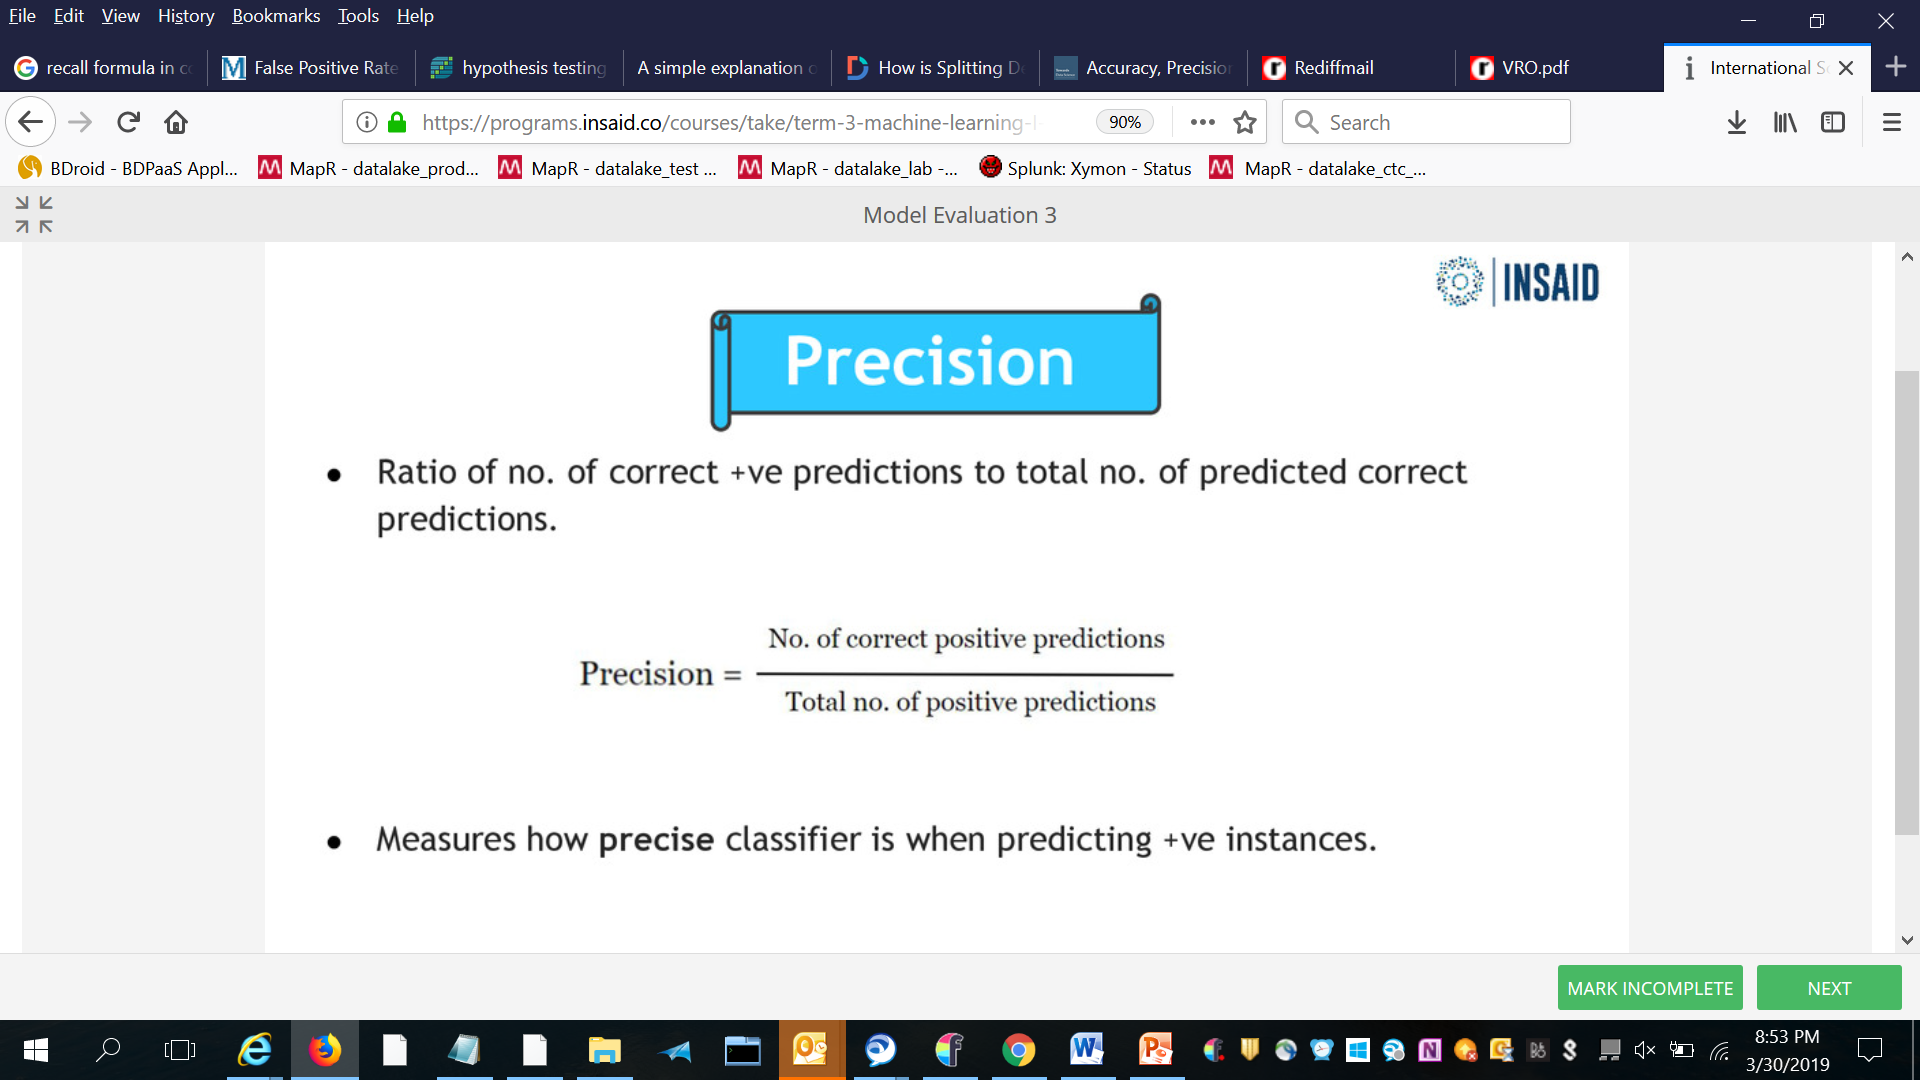 File Edit View History Bookmarks Tools Help
recall formula in c
False Positive Rate
hypothesis testing
A simple explanation
How is Splitting D
Accuracy, Precisio
Rediffmail
VRO.pdf
International S
https://programs.insaid.co/courses/take/term-3-machine-learning-l
90%
Search
BDroid - BDPaaS Appl...
MapR - datalake_prod...
MapR - datalake_test ...
MapR - datalake_lab -...
Splunk: Xymon - Status
MapR - datalake_ctc_...
Model Evaluation 3
INSAID
Precision
● Ratio of no. of correct +ve predictions to total no. of predicted correct
predictions.
No. of correct positive predictions
Precision =
Total no. of positive predictions
● Measures how precise classifier is when predicting +ve instances.
MARK INCOMPLETE
NEXT
8:53 PM
3/30/2019